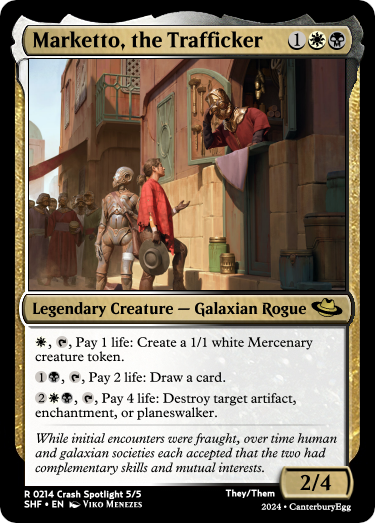 Marketto, the Trafficker 1
Legendary Creature — Galaxian Rogue
, , Pay 1 life: Create a 1/1 white Mercenary
creature token.
1, , Pay 2 life: Draw a card.
2, , Pay 4 life: Destroy target artifact,
enchantment, or planeswalker.
While initial encounters were fraught, over time human
and galaxian societies each accepted that the two had
complementary skills and mutual interests.
2/4
R 0214 Crash Spotlight 5/5 They/Them
SHF • EN Viko Menezes 2024 • CanterburyEgg